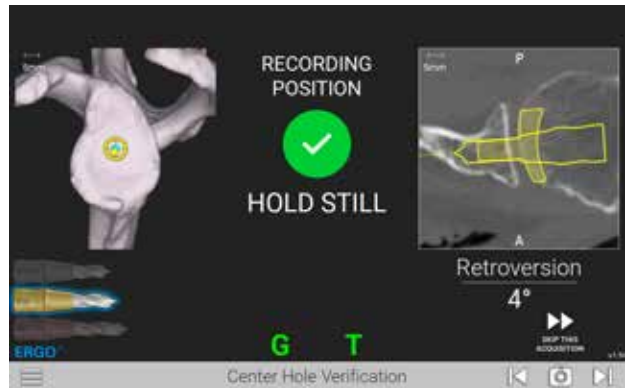 5mm
RECORDING
POSITION
HOLD STILL
5mm
P
A
Retroversion
4°
SKIP THIS
ACQUISITION
ERGO
G T
Center Hole Verification